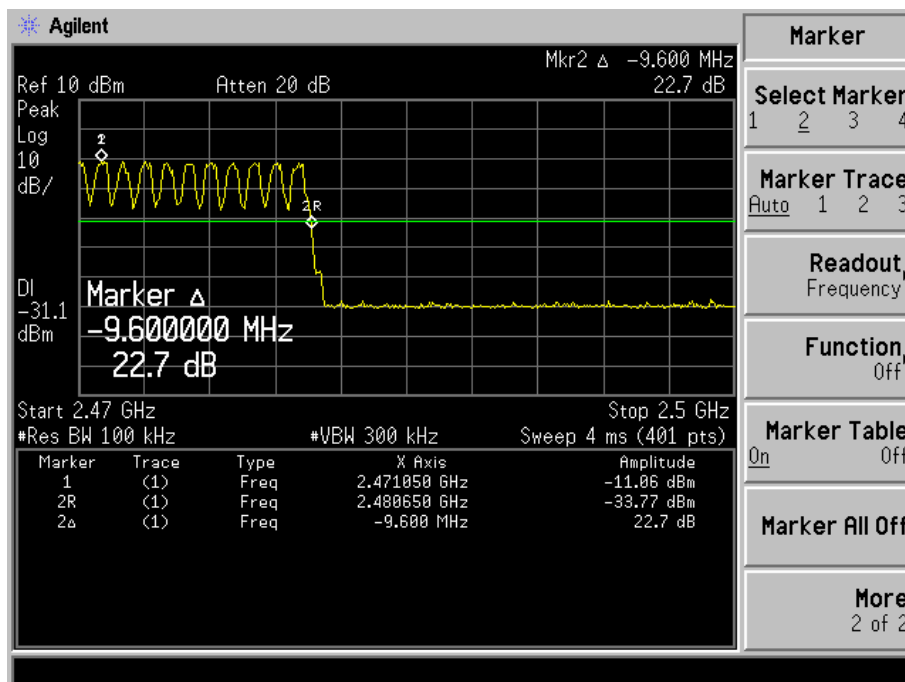 Agilent
Marker
Mkr2 Δ -9.600 MHz
Ref 10 dBm Atten 20 dB 22.7 dB
Peak
Log
10
dB/
DI
-31.1
dBm
2R
Marker Δ
-9.600000 MHz
22.7 dB
Start 2.47 GHz Stop 2.5 GHz
#Res BW 100 kHz #VBW 300 kHz Sweep 4 ms (401 pts)
Marker Trace Type X Axis Amplitude
1 (1) Freq 2.471050 GHz -11.06 dBm
2R (1) Freq 2.480650 GHz -33.77 dBm
2Δ (1) Freq -9.600 MHz 22.7 dB
Select Marker
1 2 3 4
Marker Trace
Auto 1 2 3
Readout
Frequency
Function
Off
Marker Table
On Off
Marker All Off
More
2 of 2